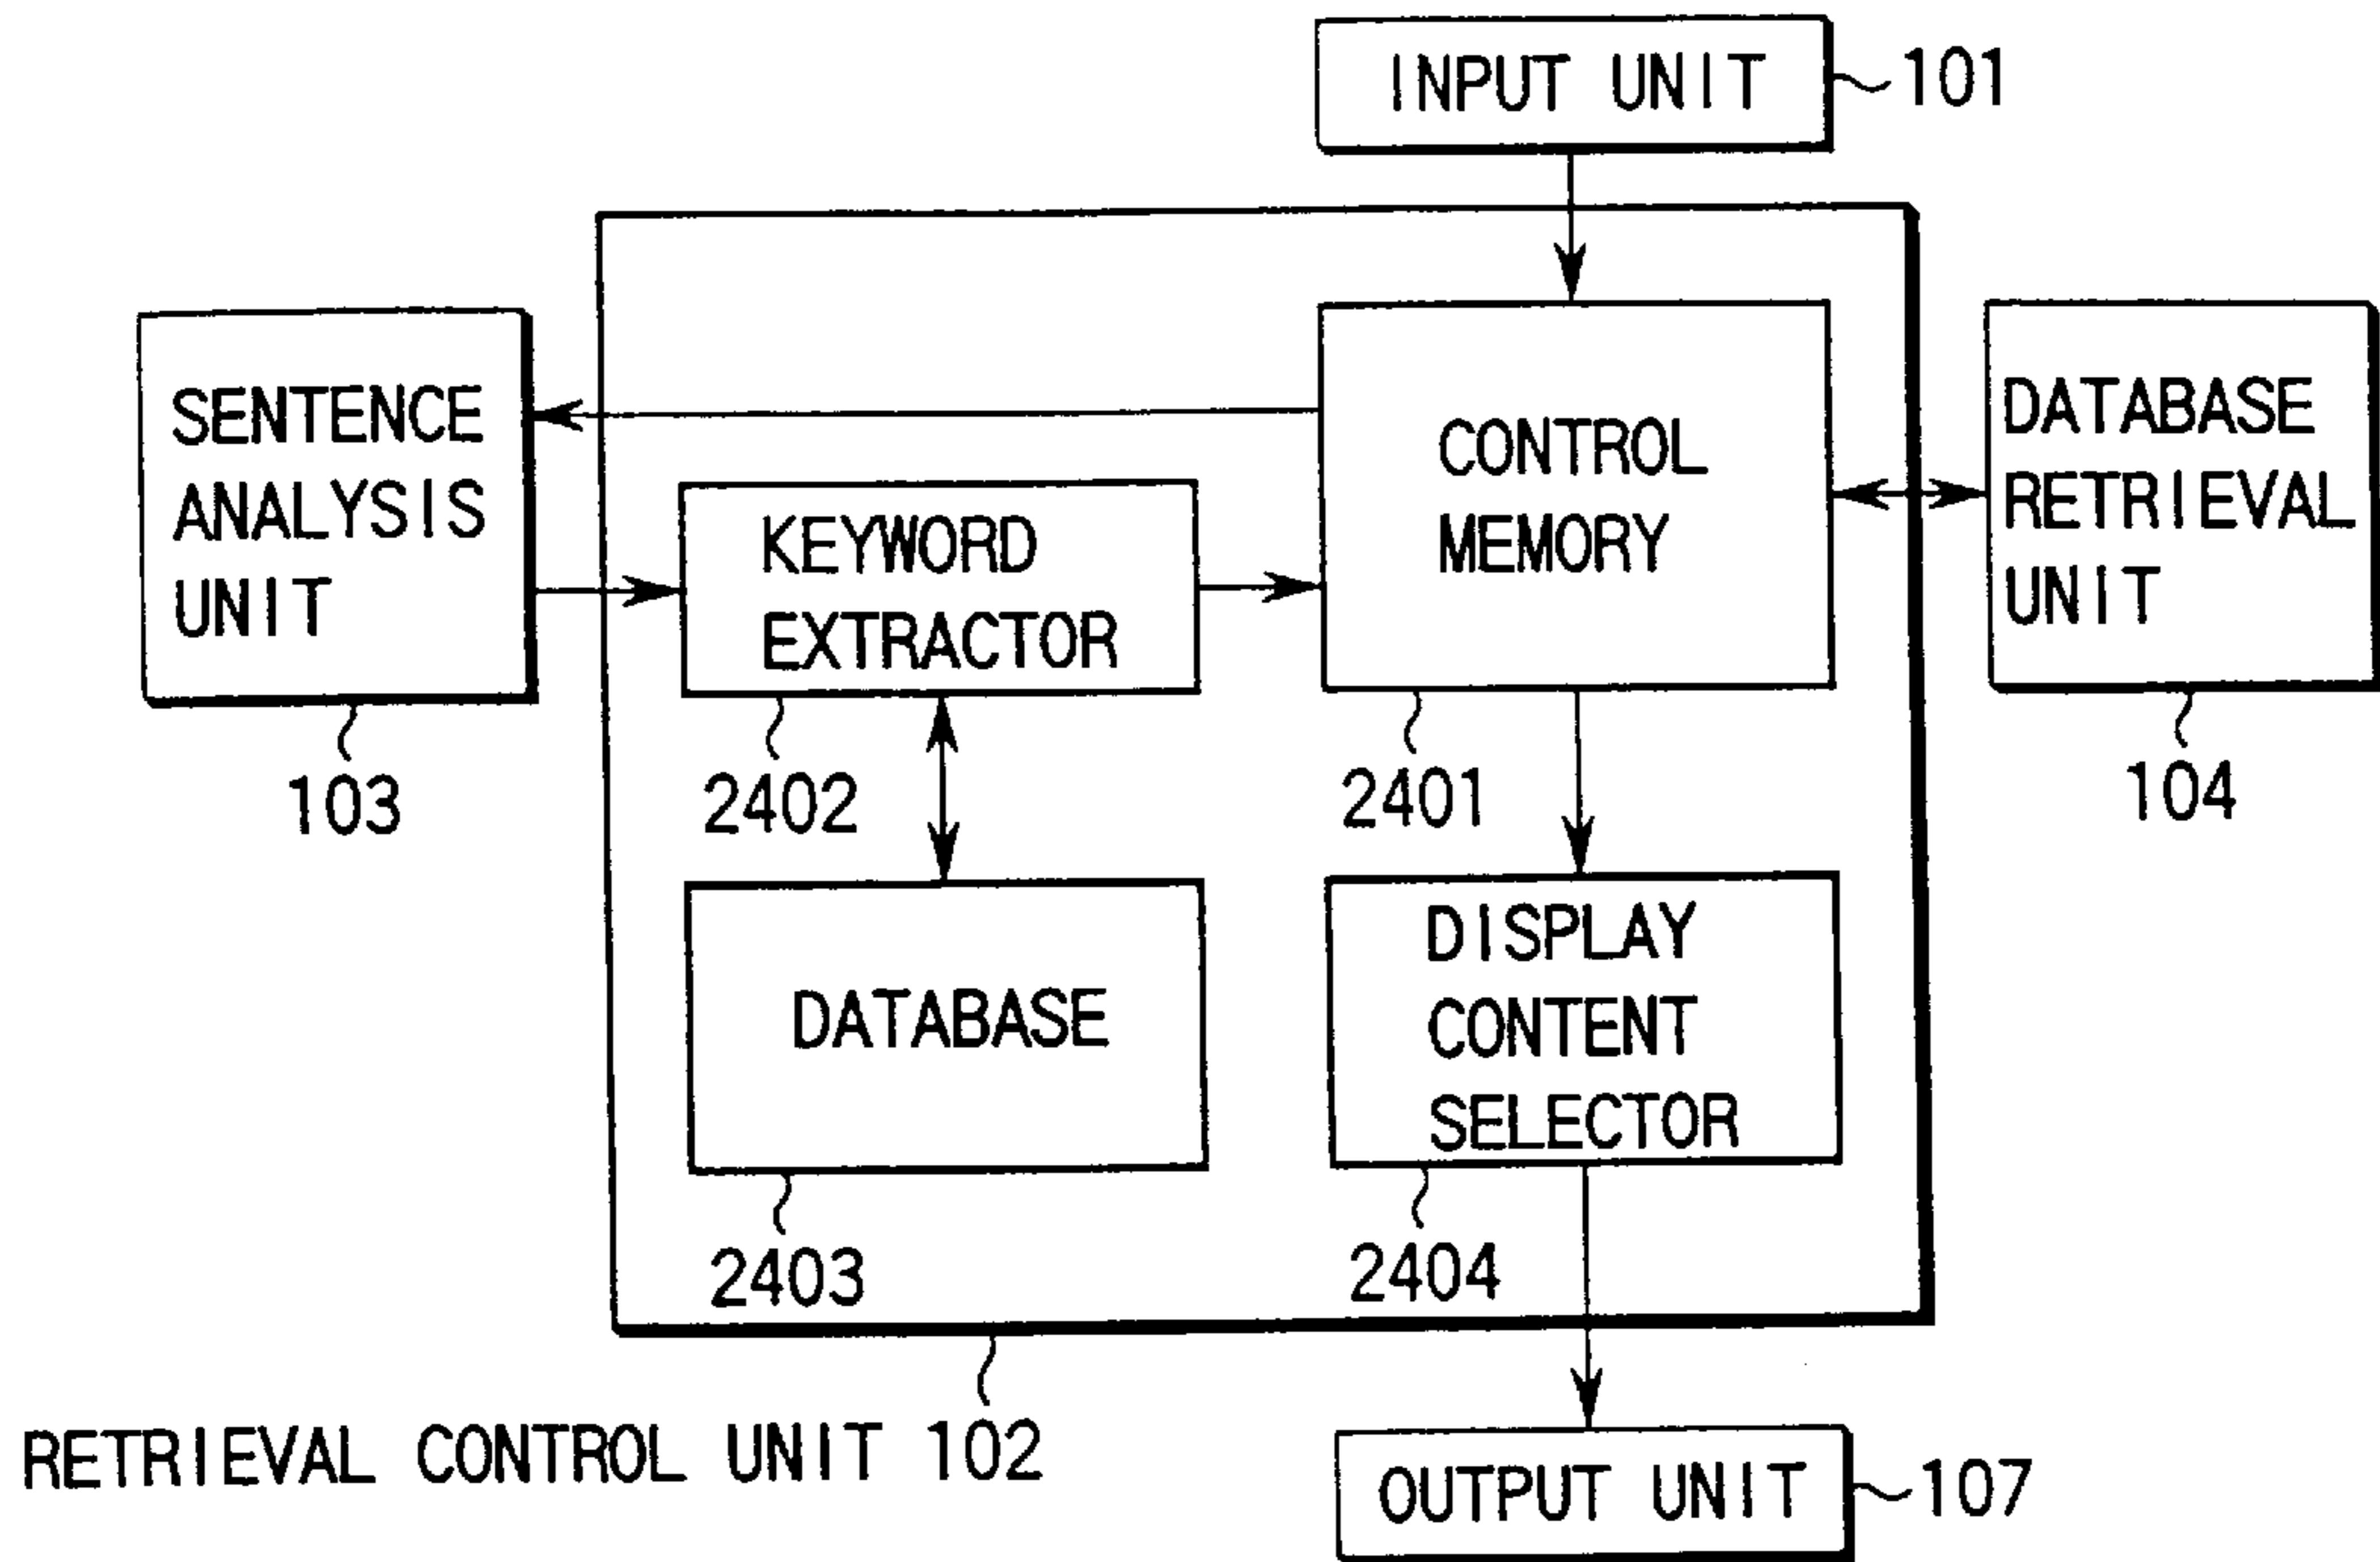 INPUT UNIT 101
SENTENCE
ANALYSIS
UNIT
103
KEYWORD
EXTRACTOR
2402
CONTROL
MEMORY
2401
DATABASE
RETRIEVAL
UNIT
104
DATABASE
2403
DISPLAY
CONTENT
SELECTOR
2404
RETRIEVAL CONTROL UNIT 102
OUTPUT UNIT 107